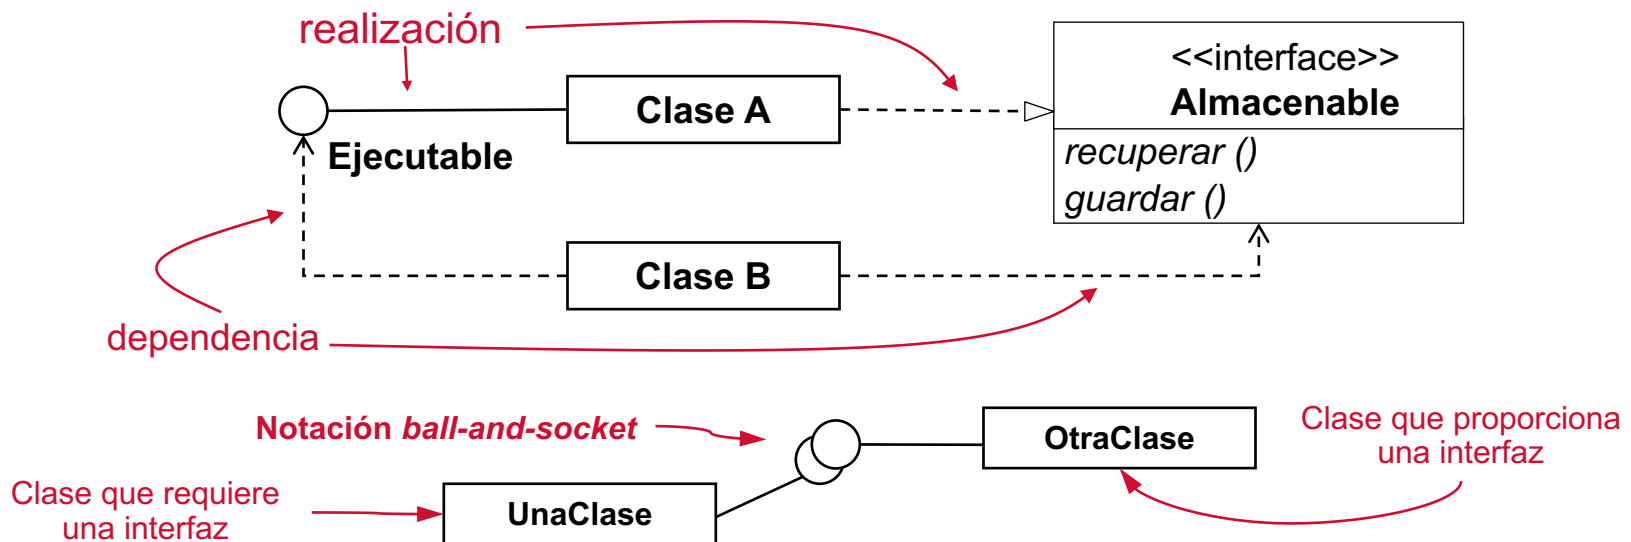 realización
<<interface>>
Almacenable
Clase A
Ejecutable
recuperar ()
guardar ()
Clase B
dependencia
Notación ball-and-socket
OtraClase
Clase que proporciona
una interfaz
Clase que requiere
una interfaz
UnaClase